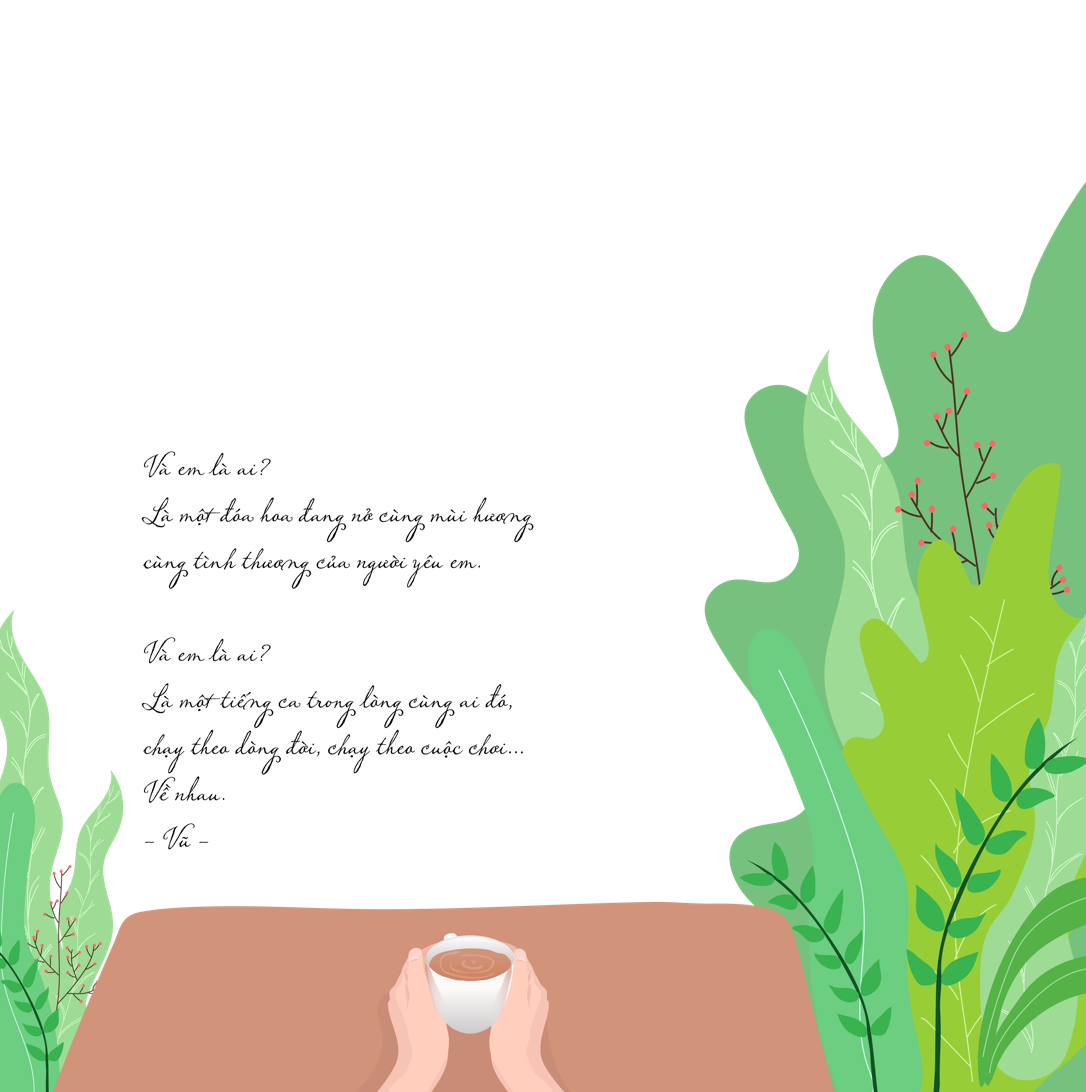 Và em là ai?
Là một đóa hoa đang nở cùng mùi hương
cùng tình thương của người yêu em.
Và em là ai?
Là một tiếng ca trong lòng cùng ai đó,
chạy theo dòng đời, chạy theo cuộc chơi...
Về nhau.
- Vũ -